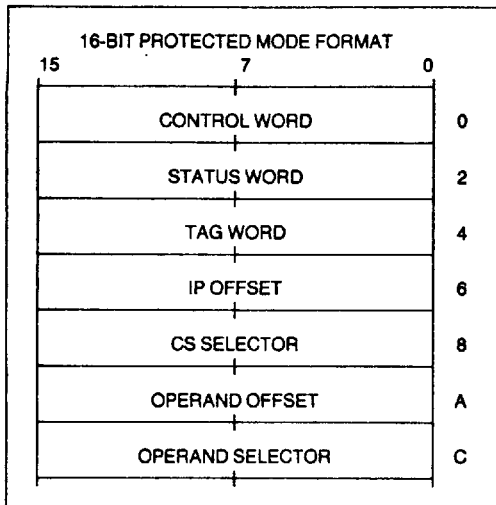 16-BIT PROTECTED MODE FORMAT
15 7 0
CONTROL WORD 0
STATUS WORD 2
TAG WORD 4
IP OFFSET 6
CS SELECTOR 8
OPERAND OFFSET A
OPERAND SELECTOR C